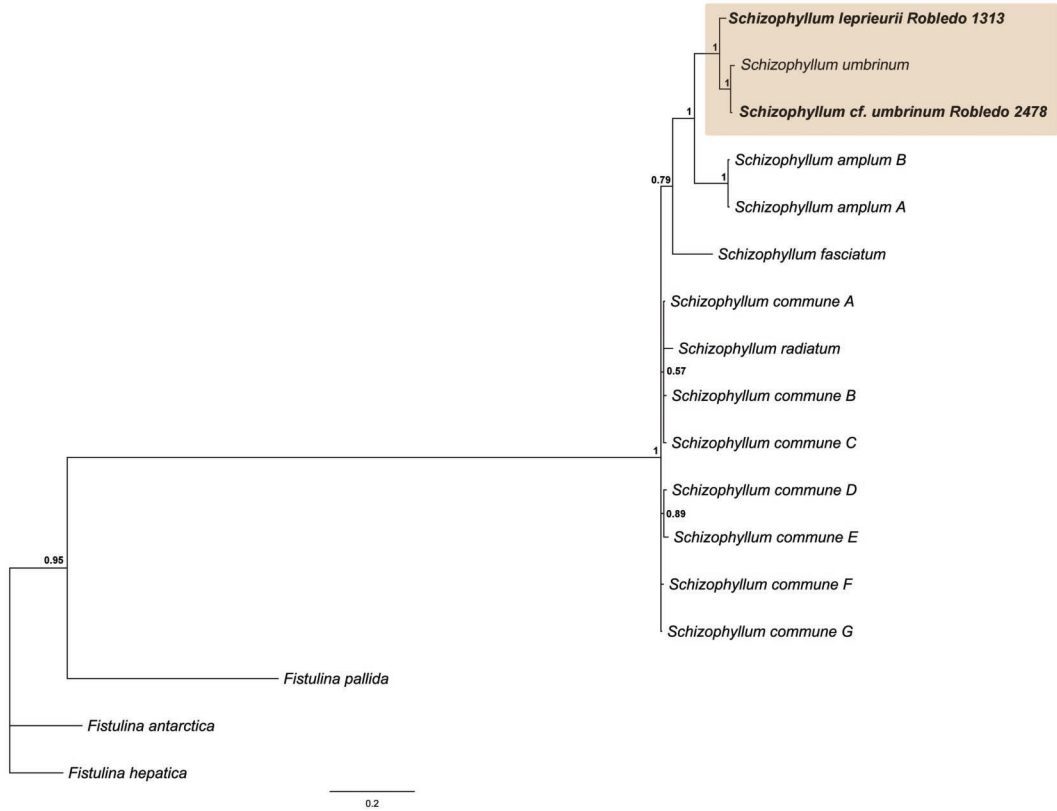 Schizophyllum leprieurii Robledo 1313
1
Schizophyllum umbrinum
1
Schizophyllum cf. umbrinum Robledo 2478
1
Schizophyllum amplum B
0.79
1
Schizophyllum amplum A
Schizophyllum fasciatum
Schizophyllum commune A
Schizophyllum radiatum
0.57
Schizophyllum commune B
Schizophyllum commune C
1
Schizophyllum commune D
0.89
Schizophyllum commune E
0.95
Schizophyllum commune F
Schizophyllum commune G
Fistulina pallida
Fistulina antarctica
Fistulina hepatica
0.2